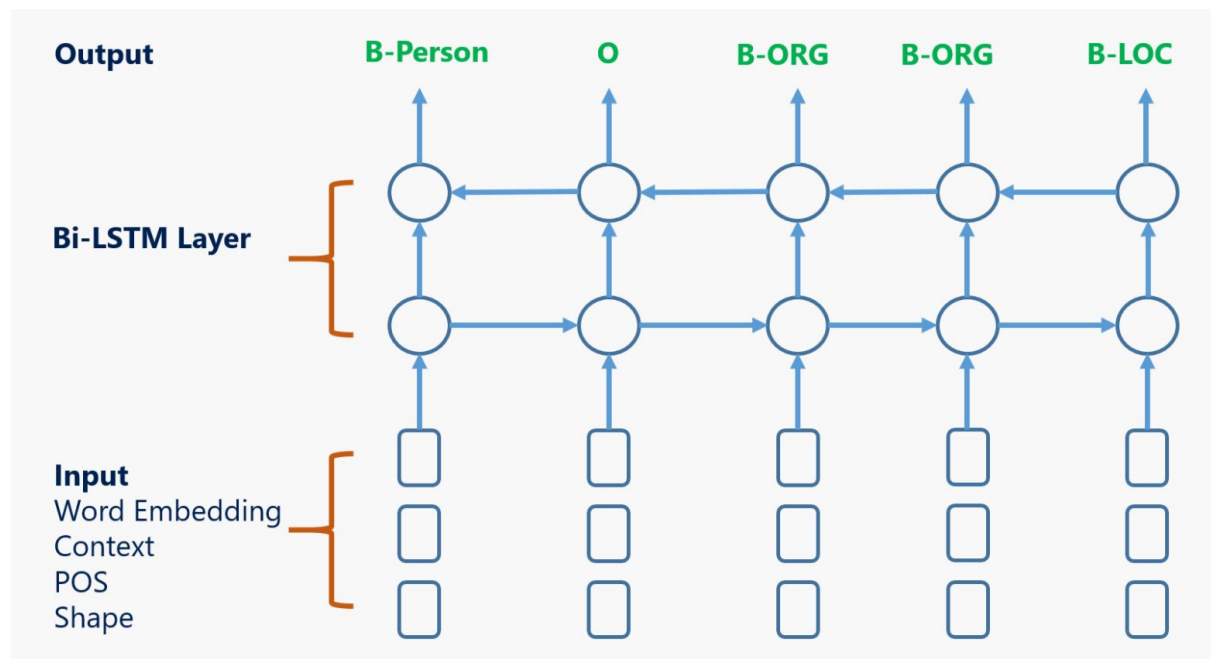 Output B-Person O B-ORG B-ORG B-LOC
Bi-LSTM Layer
Input
Word Embedding
Context
POS
Shape